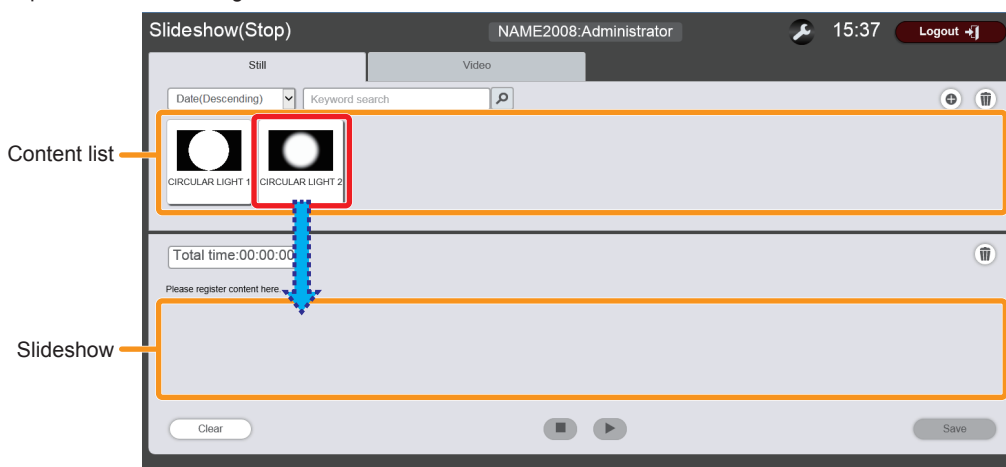 Slideshow(Stop) NAME2008:Administrator 15:37 Logout
Still Video
Date(Descending) Keyword search
Content list
CIRCULAR LIGHT 1 CIRCULAR LIGHT 2
Total time:00:00:00
Please register content here.
Slideshow
Clear Save